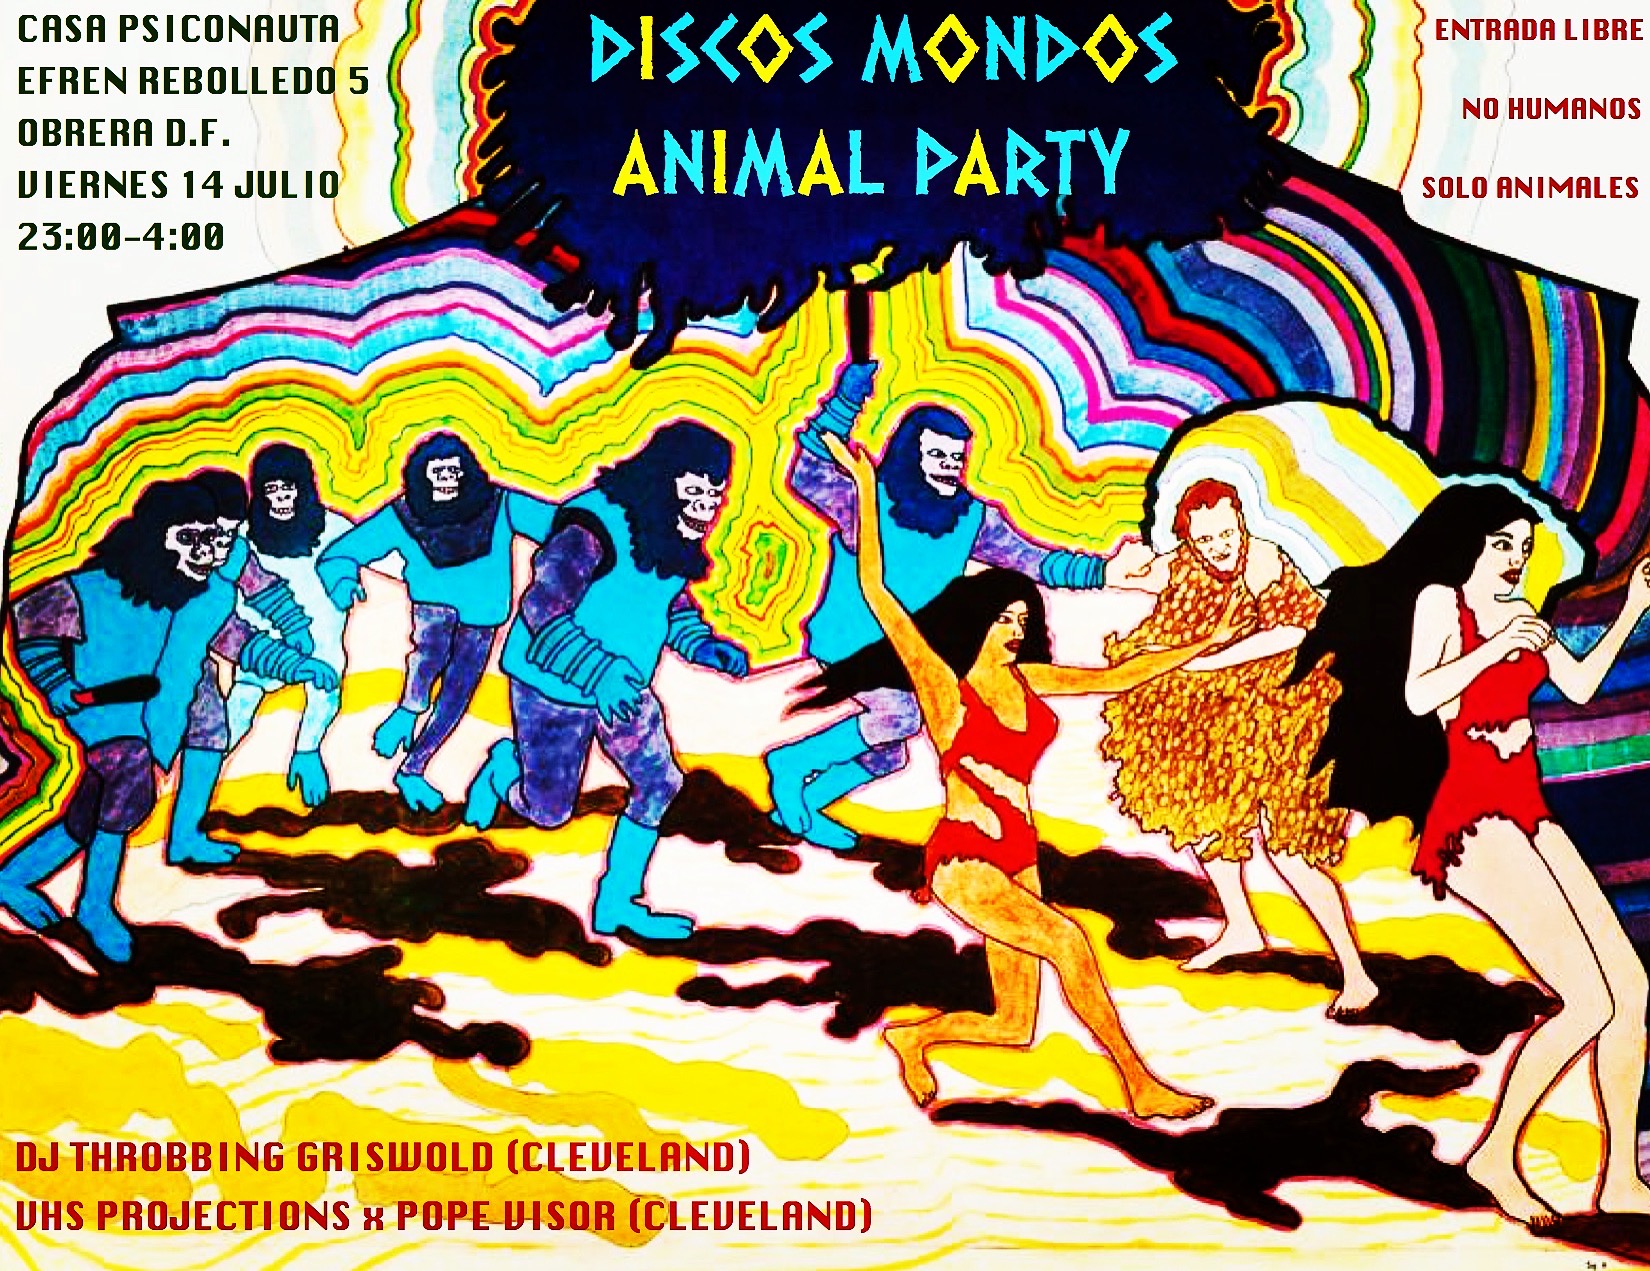 CASA PSICONAUTA
EFREN REBOLLEDO 5
OBRERA D.F.
VIERNES 14 JULIO
23:00-4:00
DISCOS MONDOS
ANIMAL PARTY
ENTRADA LIBRE
NO HUMANOS
SOLO ANIMALES
DJ THROBBING GRISWOLD (CLEVELAND)
VHS PROJECTIONS x POPE VISOR (CLEVELAND)